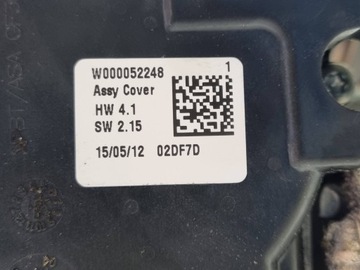 W000052248 1
Assy Cover
HW 4.1
SW 2.15
15/05/12 02DF7D